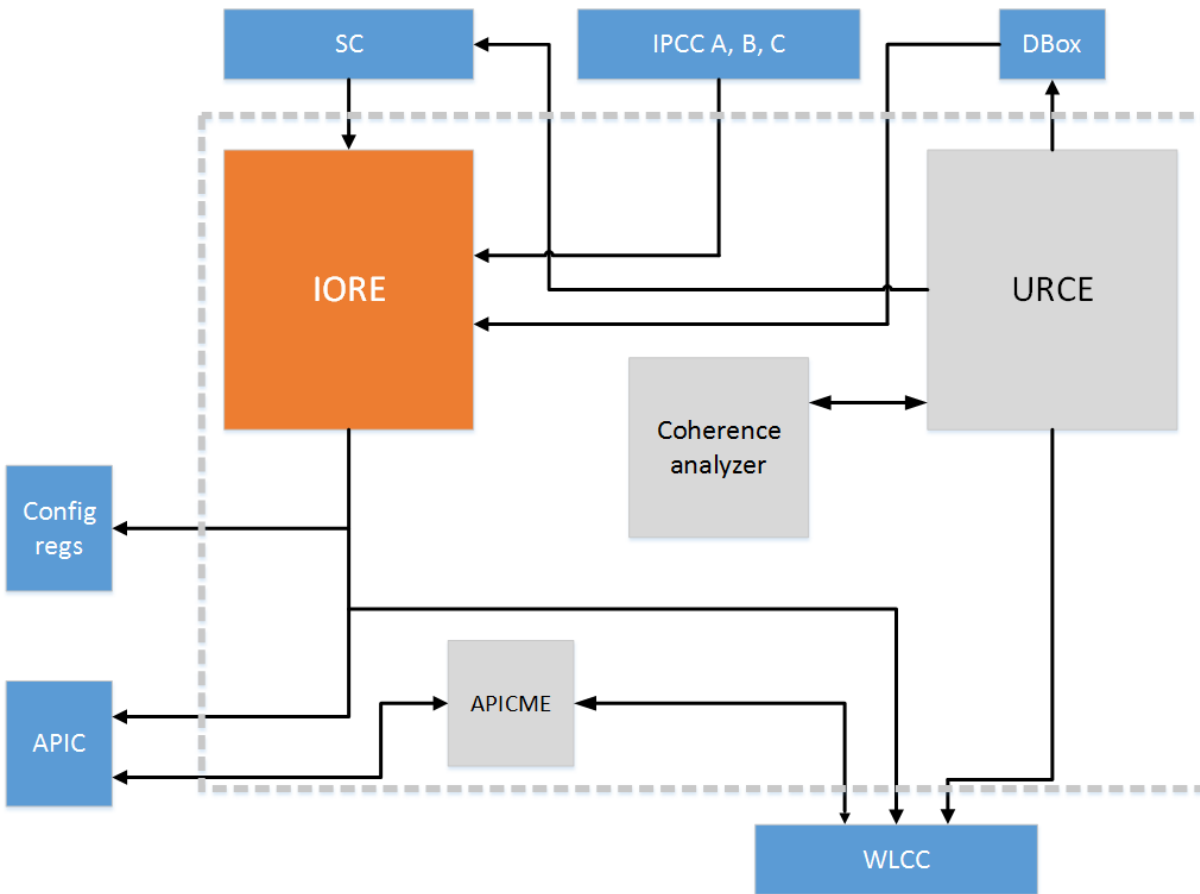 SC
IPCC A, B, C
DBox
IORE
URCE
Coherence
analyzer
Config
regs
APICME
APIC
WLCC